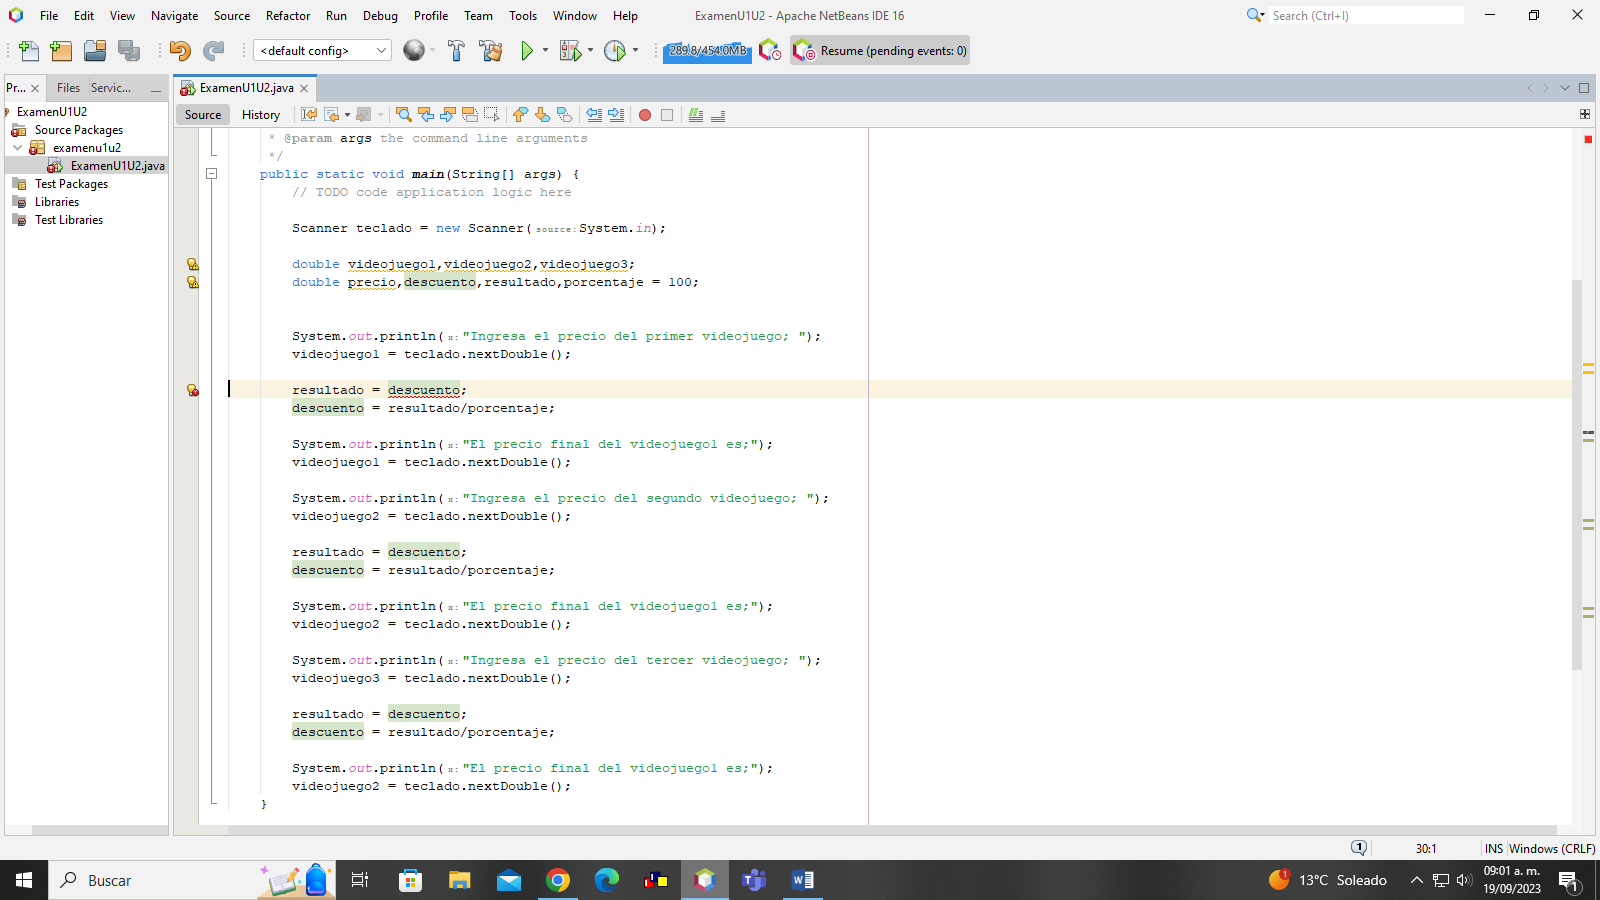 File Edit View Navigate Source Refactor Run Debug Profile Team Tools Window Help ExamenU1U2 - Apache NetBeans IDE 16 Search (Ctrl+I)
<default config> 289.8/454.0MB Resume (pending events: 0)
Pr... Files Servic... ExamenU1U2.java
Source History
ExamenU1U2
Source Packages
examenu1u2
ExamenU1U2.java
Test Packages
Libraries
Test Libraries
* @param args the command line arguments
*/
public static void main(String[] args) {
// TODO code application logic here
Scanner teclado = new Scanner( source: System.in);
double videojuego1,videojuego2,videojuego3;
double precio,descuento,resultado,porcentaje = 100;
System.out.println( x: "Ingresa el precio del primer videojuego; ");
videojuego1 = teclado.nextDouble();
resultado = descuento;
descuento = resultado/porcentaje;
System.out.println( x: "El precio final del videojuego1 es;");
videojuego1 = teclado.nextDouble();
System.out.println( x: "Ingresa el precio del segundo videojuego; ");
videojuego2 = teclado.nextDouble();
resultado = descuento;
descuento = resultado/porcentaje;
System.out.println( x: "El precio final del videojuego1 es;");
videojuego2 = teclado.nextDouble();
System.out.println( x: "Ingresa el precio del tercer videojuego; ");
videojuego3 = teclado.nextDouble();
resultado = descuento;
descuento = resultado/porcentaje;
System.out.println( x: "El precio final del videojuego1 es;");
videojuego2 = teclado.nextDouble();
}
1 30:1 INS Windows (CRLF)
Buscar 1 13°C Soleado 09:01 a. m.
19/09/2023 1